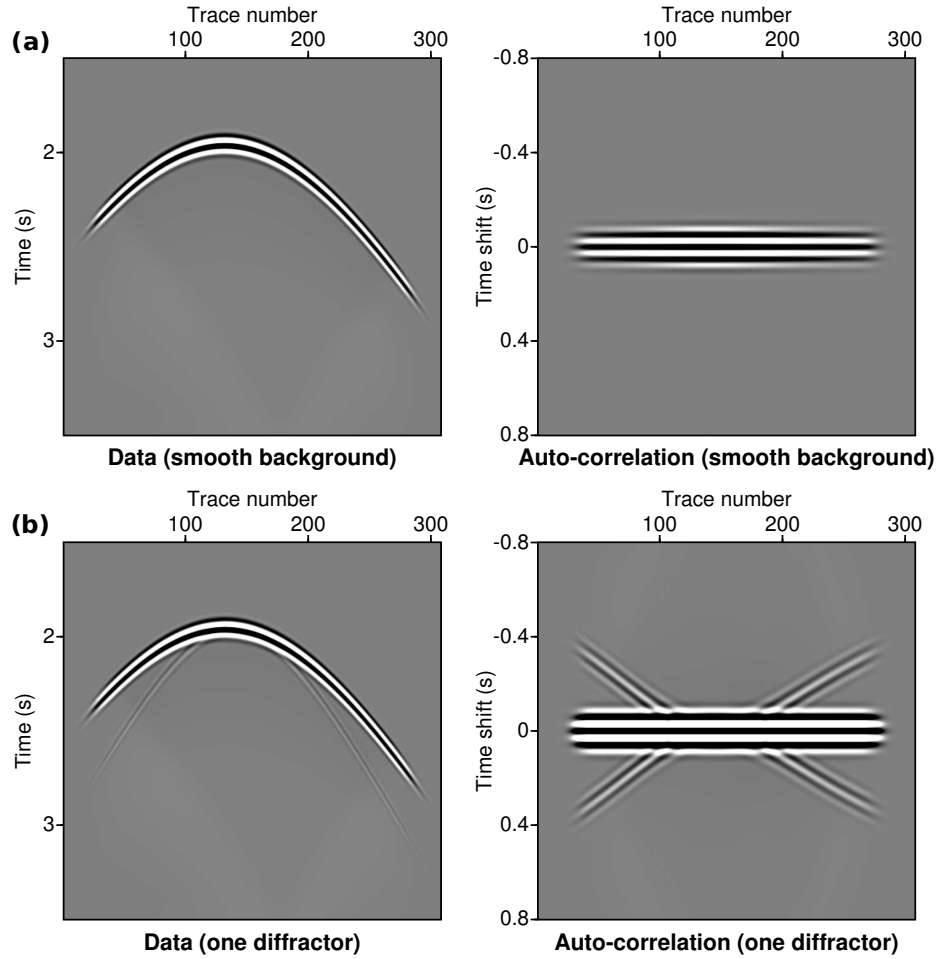 Trace number Trace number
(a) 100 200 300 100 200 300
-0.8
2 -0.4
Time (s) Time shift (s)
0
3 0.4
0.8
Data (smooth background) Auto-correlation (smooth background)
Trace number Trace number
(b) 100 200 300 100 200 300
-0.8
2 -0.4
Time (s) Time shift (s)
0
3 0.4
0.8
Data (one diffractor) Auto-correlation (one diffractor)